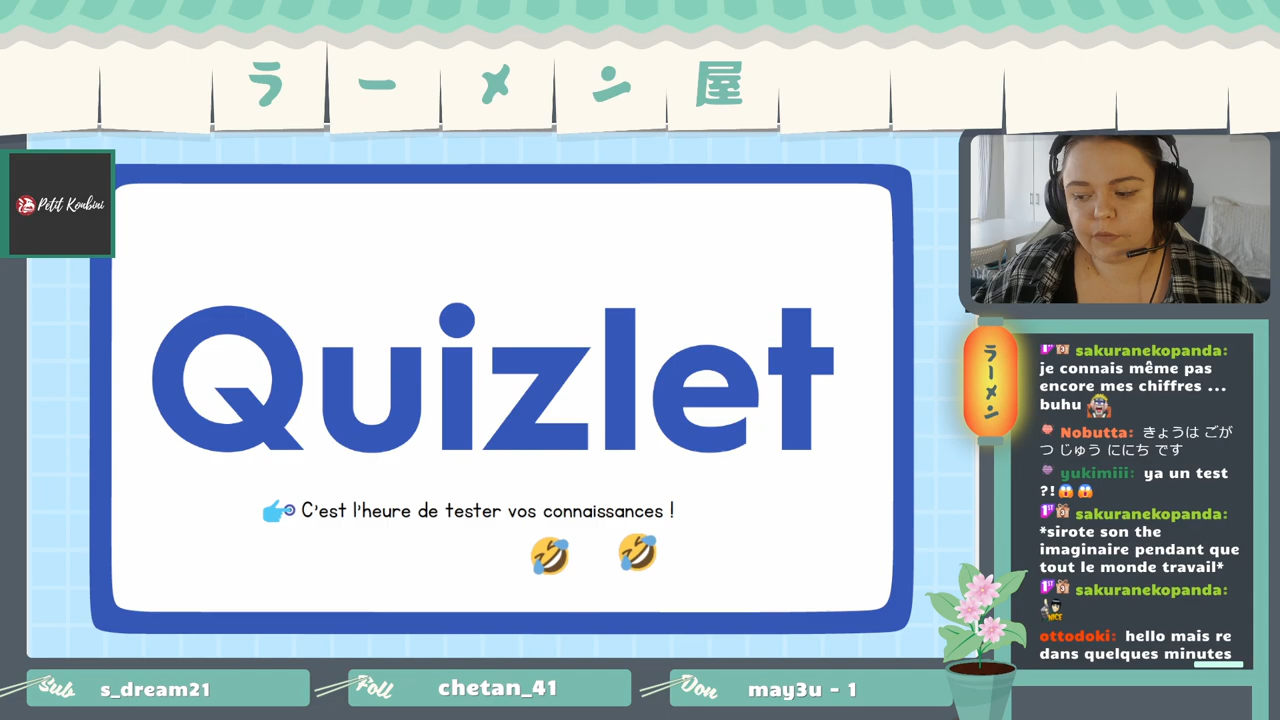 ラーメン屋
Petit Konbini
Quizlet
C'est l'heure de tester vos connaissances !
ラーメン
sakuranekopanda:
je connais même pas
encore mes chiffres ...
buhu
Nobutta: きょうは ごが
つ じゅう ににち です
yukimiii: ya un test
?!
sakuranekopanda:
*sirote son the
imaginaire pendant que
tout le monde travail*
sakuranekopanda:
NICE
ottodoki: hello mais re
dans quelques minutes
Sub s_dream21
Foll chetan_41
Don may3u - 1